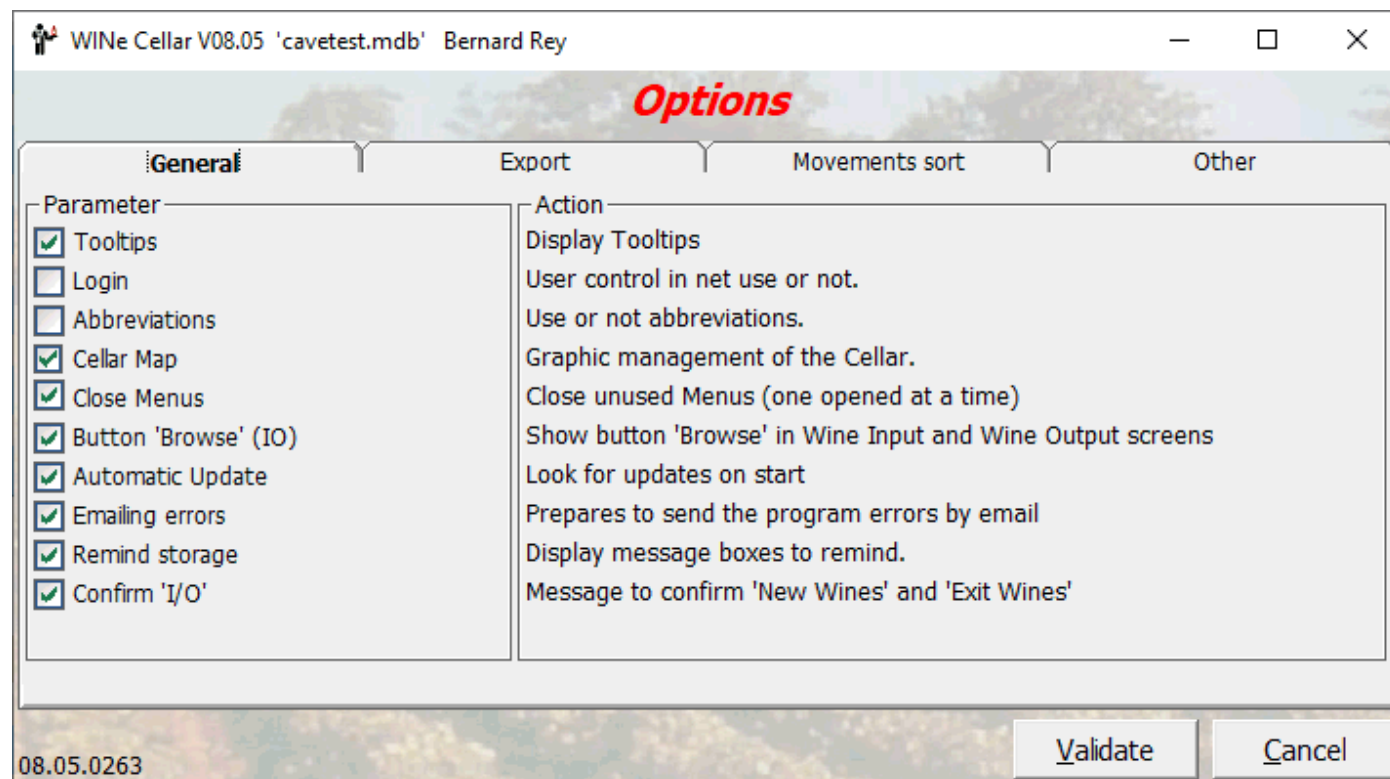 WINe Cellar V08.05 'cavetest.mdb' Bernard Rey
Options
General Export Movements sort Other
Parameter Action
Tooltips Display Tooltips
Login User control in net use or not.
Abbreviations Use or not abbreviations.
Cellar Map Graphic management of the Cellar.
Close Menus Close unused Menus (one opened at a time)
Button 'Browse' (IO) Show button 'Browse' in Wine Input and Wine Output screens
Automatic Update Look for updates on start
Emailing errors Prepares to send the program errors by email
Remind storage Display message boxes to remind.
Confirm 'I/O' Message to confirm 'New Wines' and 'Exit Wines'
Validate Cancel
08.05.0263